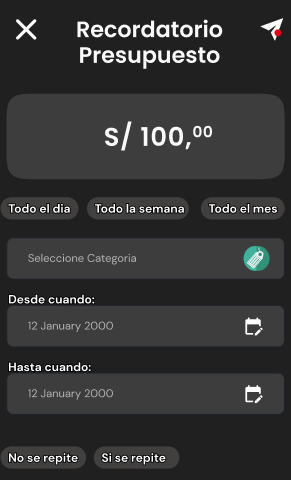 Recordatorio
Presupuesto
S/ 100,00
Todo el dia
Todo la semana
Todo el mes
Seleccione Categoria
Desde cuando:
12 January 2000
Hasta cuando:
12 January 2000
No se repite
Si se repite